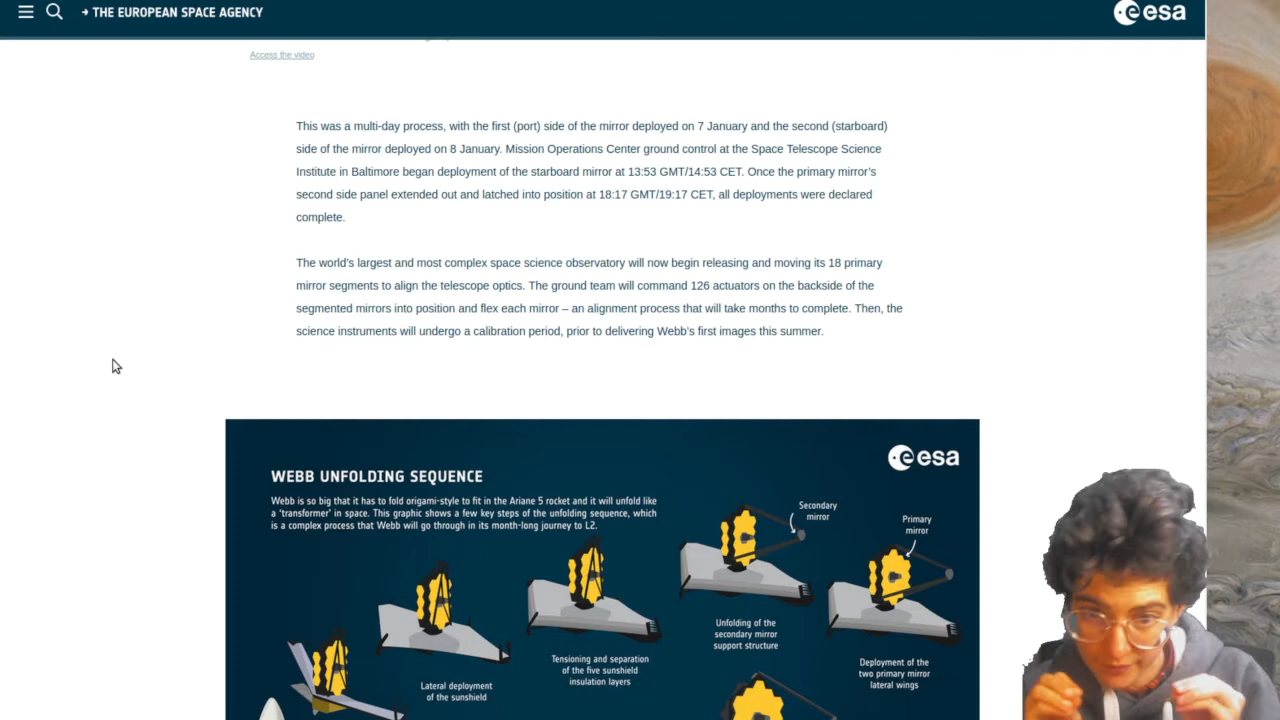 → THE EUROPEAN SPACE AGENCY
esa
Access the video
This was a multi-day process, with the first (port) side of the mirror deployed on 7 January and the second (starboard)
side of the mirror deployed on 8 January. Mission Operations Center ground control at the Space Telescope Science
Institute in Baltimore began deployment of the starboard mirror at 13:53 GMT/14:53 CET. Once the primary mirror’s
second side panel extended out and latched into position at 18:17 GMT/19:17 CET, all deployments were declared
complete.
The world’s largest and most complex space science observatory will now begin releasing and moving its 18 primary
mirror segments to align the telescope optics. The ground team will command 126 actuators on the backside of the
segmented mirrors into position and flex each mirror – an alignment process that will take months to complete. Then, the
science instruments will undergo a calibration period, prior to delivering Webb’s first images this summer.
esa
WEBB UNFOLDING SEQUENCE
Webb is so big that it has to fold origami-style to fit in the Ariane 5 rocket and it will unfold like
a ‘transformer’ in space. This graphic shows a few key steps of the unfolding sequence, which
is a complex process that Webb will go through in its month-long journey to L2.
Secondary
mirror
Primary
mirror
Unfolding of the
secondary mirror
support structure
Tensioning and separation
of the five sunshield
insulation layers
Deployment of the
two primary mirror
lateral wings
Lateral deployment
of the sunshield